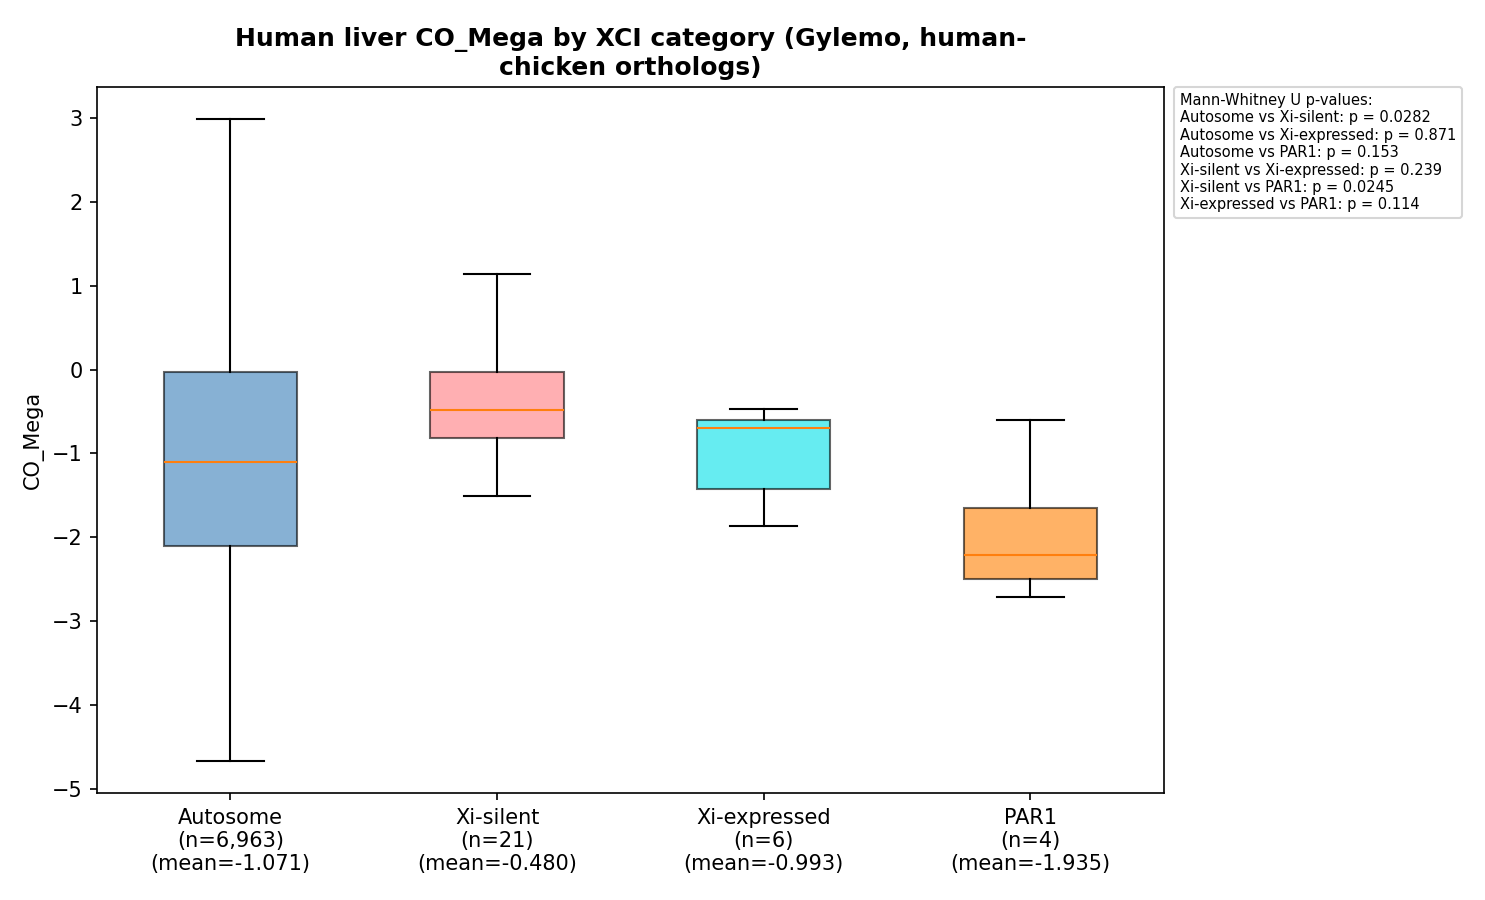 Human liver CO_Mega by XCI category (Gylemo, human-
chicken orthologs)
Mann-Whitney U p-values:
Autosome vs Xi-silent: p = 0.0282
Autosome vs Xi-expressed: p = 0.871
Autosome vs PAR1: p = 0.153
Xi-silent vs Xi-expressed: p = 0.239
Xi-silent vs PAR1: p = 0.0245
Xi-expressed vs PAR1: p = 0.114
CO_Mega
3
2
1
0
−1
−2
−3
−4
−5
Autosome
(n=6,963)
(mean=-1.071)
Xi-silent
(n=21)
(mean=-0.480)
Xi-expressed
(n=6)
(mean=-0.993)
PAR1
(n=4)
(mean=-1.935)